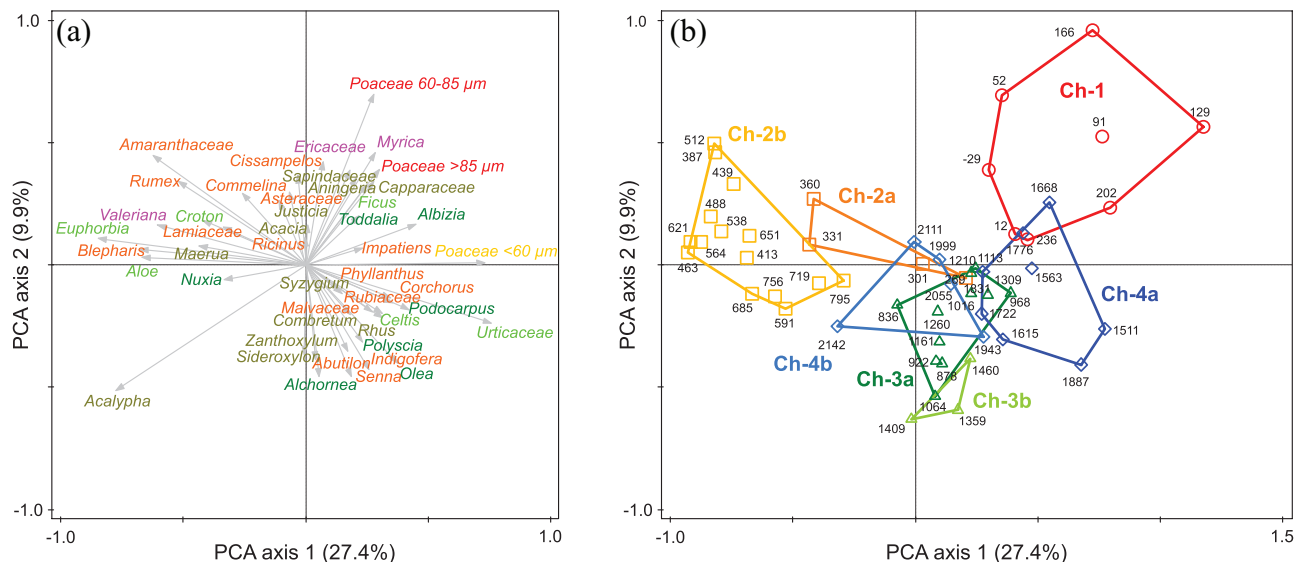 (a)
1.0
PCA axis 2 (9.9%)
-1.0
-1.0
1.0
PCA axis 1 (27.4%)
Poaceae 60-85 µm
Amaranthaceae
Ericaceae
Myrica
Cissampelos
Poaceae >85 µm
Rumex
Sapindaceae
Commelina
Aningeria
Capparaceae
Asteraceae
Ficus
Valeriana
Croton
Justicia
Toddalia
Albizia
Euphorbia
Lamiaceae
Acacia
Blepharis
Maerua
Ricinus
Impatiens
Poaceae <60 µm
Aloe
Nuxia
Syzygium
Phyllanthus
Corchorus
Rubiaceae
Malvaceae
Podocarpus
Combretum
Celtis
Urticaceae
Rhus
Zanthoxylum
Polyscia
Sideroxylon
Abutilon
Indigofera
Alchornea
Senna
Olea
Acalypha
(b)
1.0
PCA axis 2 (9.9%)
-1.0
-1.0
1.5
PCA axis 1 (27.4%)
Ch-1
166
52
91
129
-29
202
12
236
Ch-2b
512
387
439
488
538
621
651
564
413
463
719
756
795
685
591
Ch-2a
360
331
301
269
Ch-4b
2111
1999
2055
2142
1943
Ch-4a
1668
1776
1563
1113
1309
1831
1722
1615
1511
1887
Ch-3a
1210
1016
968
836
1260
1161
922
878
1064
Ch-3b
1460
1359
1409